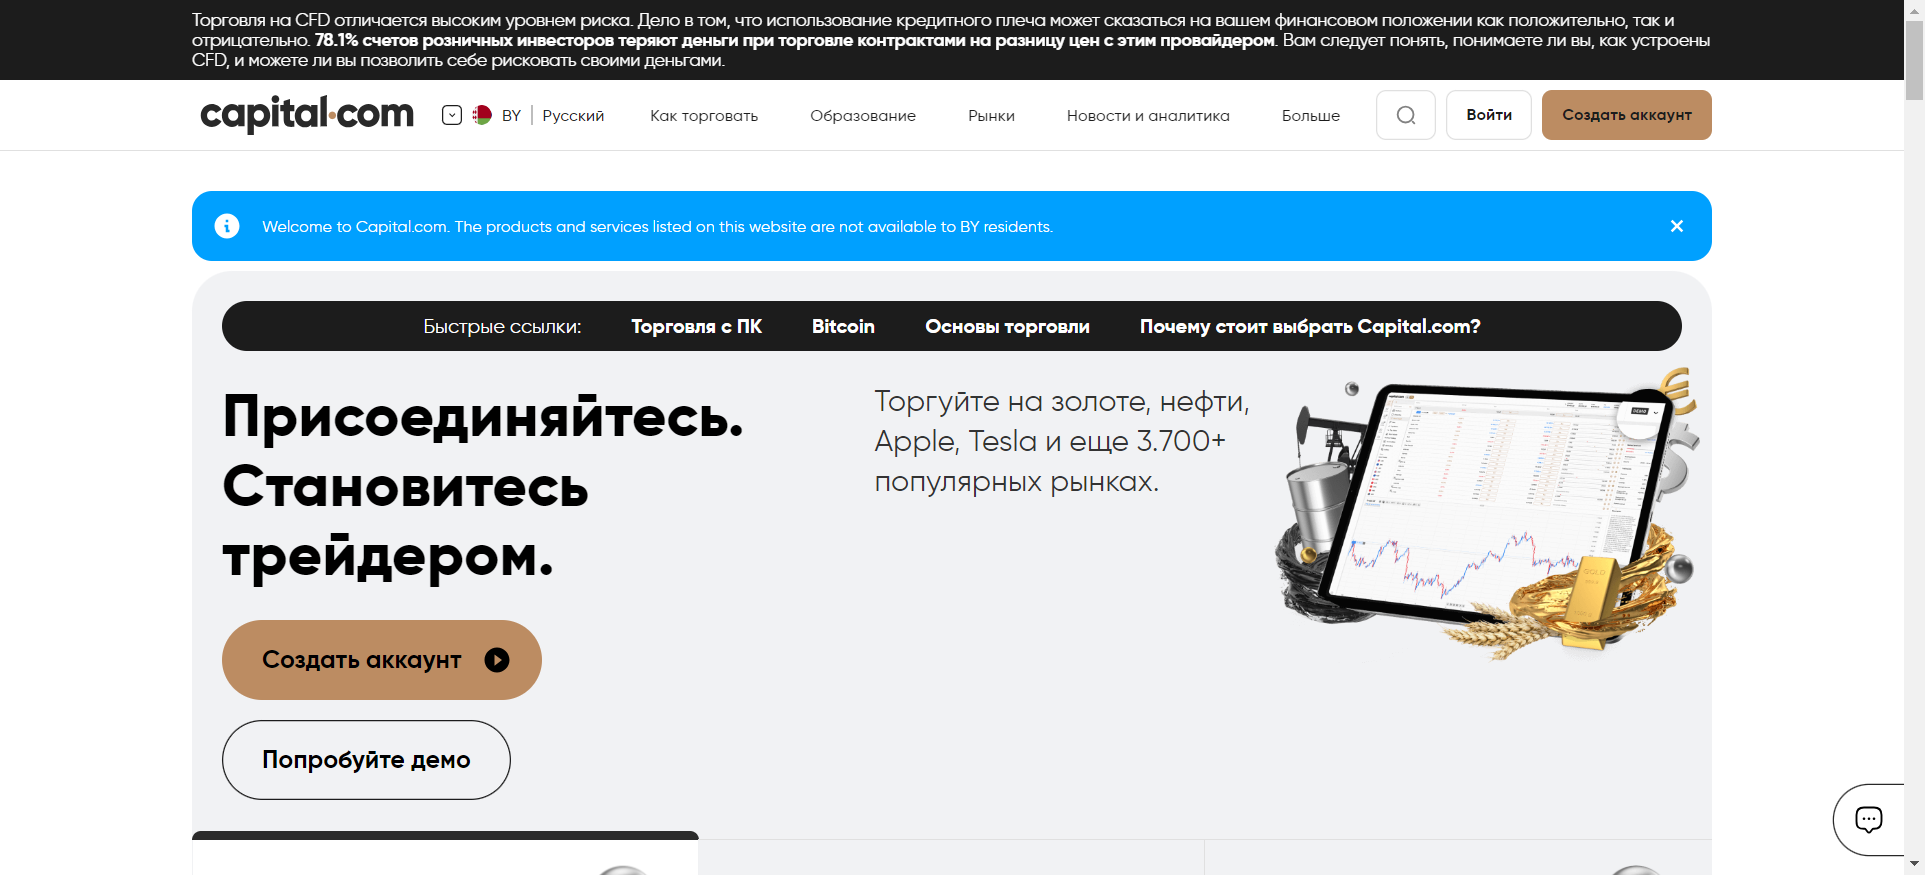 Торговля на CFD отличается высоким уровнем риска. Дело в том, что использование кредитного плеча может сказаться на вашем финансовом положении как положительно, так и
отрицательно. 78.1% счетов розничных инвесторов теряют деньги при торговле контрактами на разницу цен с этим провайдером. Вам следует понять, понимаете ли вы, как устроены
CFD, и можете ли вы позволить себе рисковать своими деньгами.
capital.com BY Русский Как торговать Образование Рынки Новости и аналитика Больше Войти Создать аккаунт
Welcome to Capital.com. The products and services listed on this website are not available to BY residents.
Быстрые ссылки: Торговля с ПК Bitcoin Основы торговли Почему стоит выбрать Capital.com?
Присоединяйтесь.
Становитесь
трейдером.
Торгуйте на золоте, нефти,
Apple, Tesla и еще 3.700+
популярных рынках.
Создать аккаунт
Попробуйте демо